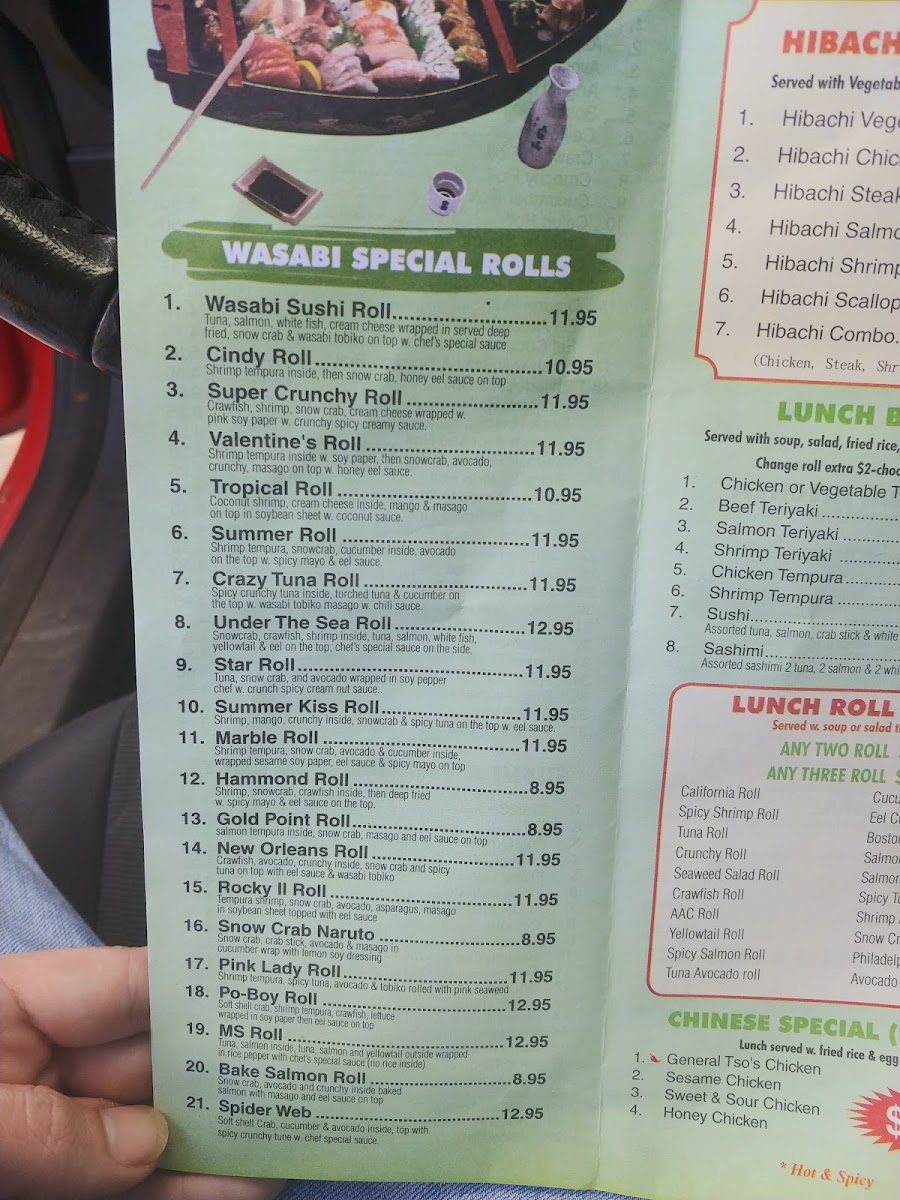 WASABI SPECIAL ROLLS
1. Wasabi Sushi Roll 11.95
Tuna, salmon, white fish, cream cheese wrapped in served deep
fried, snow crab & wasabi tobiko on top w. chef's special sauce
2. Cindy Roll 10.95
Shrimp tempura inside, then snow crab, honey eel sauce on top
3. Super Crunchy Roll 11.95
Crawfish, shrimp, snow crab, cream cheese wrapped w.
pink soy paper w. crunchy spicy creamy sauce.
4. Valentine's Roll 11.95
Shrimp tempura inside w. soy paper, then snowcrab, avocado,
crunchy, masago on top w. honey eel sauce.
5. Tropical Roll 10.95
Coconut shrimp, cream cheese inside, mango & masago
on top in soybean sheet w. coconut sauce.
6. Summer Roll 11.95
Shrimp tempura, snowcrab, cucumber inside, avocado
on the top w. spicy mayo & eel sauce.
7. Crazy Tuna Roll 11.95
Spicy crunchy tuna inside, torched tuna & cucumber on
the top w. wasabi tobiko masago w. chili sauce.
8. Under The Sea Roll 12.95
Snowcrab, crawfish, shrimp inside, tuna, salmon, white fish,
yellowtail & eel on the top, chef's special sauce on the side.
9. Star Roll 11.95
Tuna, snow crab, and avocado wrapped in soy pepper
chef w. crunch spicy cream nut sauce..
10. Summer Kiss Roll 11.95
Shrimp, mango, crunchy inside, snowcrab & spicy tuna on the top w. eel sauce.
11. Marble Roll 11.95
Shrimp tempura, snow crab, avocado & cucumber inside,
wrapped sesame soy paper, eel sauce & spicy mayo on top
12. Hammond Roll 8.95
Shrimp, snowcrab, crawfish inside, then deep fried
w. spicy mayo & eel sauce on the top.
13. Gold Point Roll 8.95
salmon tempura inside, snow crab, masago and eel sauce on top
14. New Orleans Roll 11.95
Crawfish, avocado, crunchy inside, snow crab and spicy
tuna on top with eel sauce & wasabi tobiko
15. Rocky II Roll 11.95
Tempura shrimp, snow crab, avocado, asparagus, masago
in soybean sheet topped with eel sauce
16. Snow Crab Naruto 8.95
Snow crab, crab stick, avocado & masago in
cucumber wrap with lemon soy dressing
17. Pink Lady Roll 11.95
Shrimp tempura, spicy tuna, avocado & tobiko rolled with pink seaweed
18. Po-Boy Roll 12.95
Soft shell crab, shrimp tempura, crawfish, lettuce
wrapped in soy paper then eel sauce on top
19. MS Roll 12.95
Tuna, salmon inside, tuna, salmon and yellowtail outside wrapped
in rice pepper with chef's special sauce (no rice inside)
20. Bake Salmon Roll 8.95
Snow crab, avocado and crunchy inside baked
salmon with masago and eel sauce on top
21. Spider Web 12.95
Soft shell Crab, cucumber & avocado inside, top with
spicy crunchy tune w. chef special sauce.
HIBACH
Served with Vegetab
1. Hibachi Vege
2. Hibachi Chic
3. Hibachi Steak
4. Hibachi Salmo
5. Hibachi Shrimp
6. Hibachi Scallop
7. Hibachi Combo.
(Chicken, Steak, Shr
LUNCH B
Served with soup, salad, fried rice,
Change roll extra $2-choo
1. Chicken or Vegetable T
2. Beef Teriyaki
3. Salmon Teriyaki
4. Shrimp Teriyaki
5. Chicken Tempura
6. Shrimp Tempura
7. Sushi
Assorted tuna, salmon, crab stick & white
8. Sashimi
Assorted sashimi 2 tuna, 2 salmon & 2 whi
LUNCH ROLL
Served w. soup or salad
ANY TWO ROLL
ANY THREE ROLL $
California Roll Cucu
Spicy Shrimp Roll Eel C
Tuna Roll Bosto
Crunchy Roll Salmo
Seaweed Salad Roll Salmon
Crawfish Roll Spicy Tu
AAC Roll Shrimp
Yellowtail Roll Snow Cr
Spicy Salmon Roll Philadelp
Tuna Avocado roll Avocado
CHINESE SPECIAL (
Lunch served w. fried rice & egg
1. General Tso's Chicken
2. Sesame Chicken
3. Sweet & Sour Chicken
4. Honey Chicken
$
* Hot & Spicy